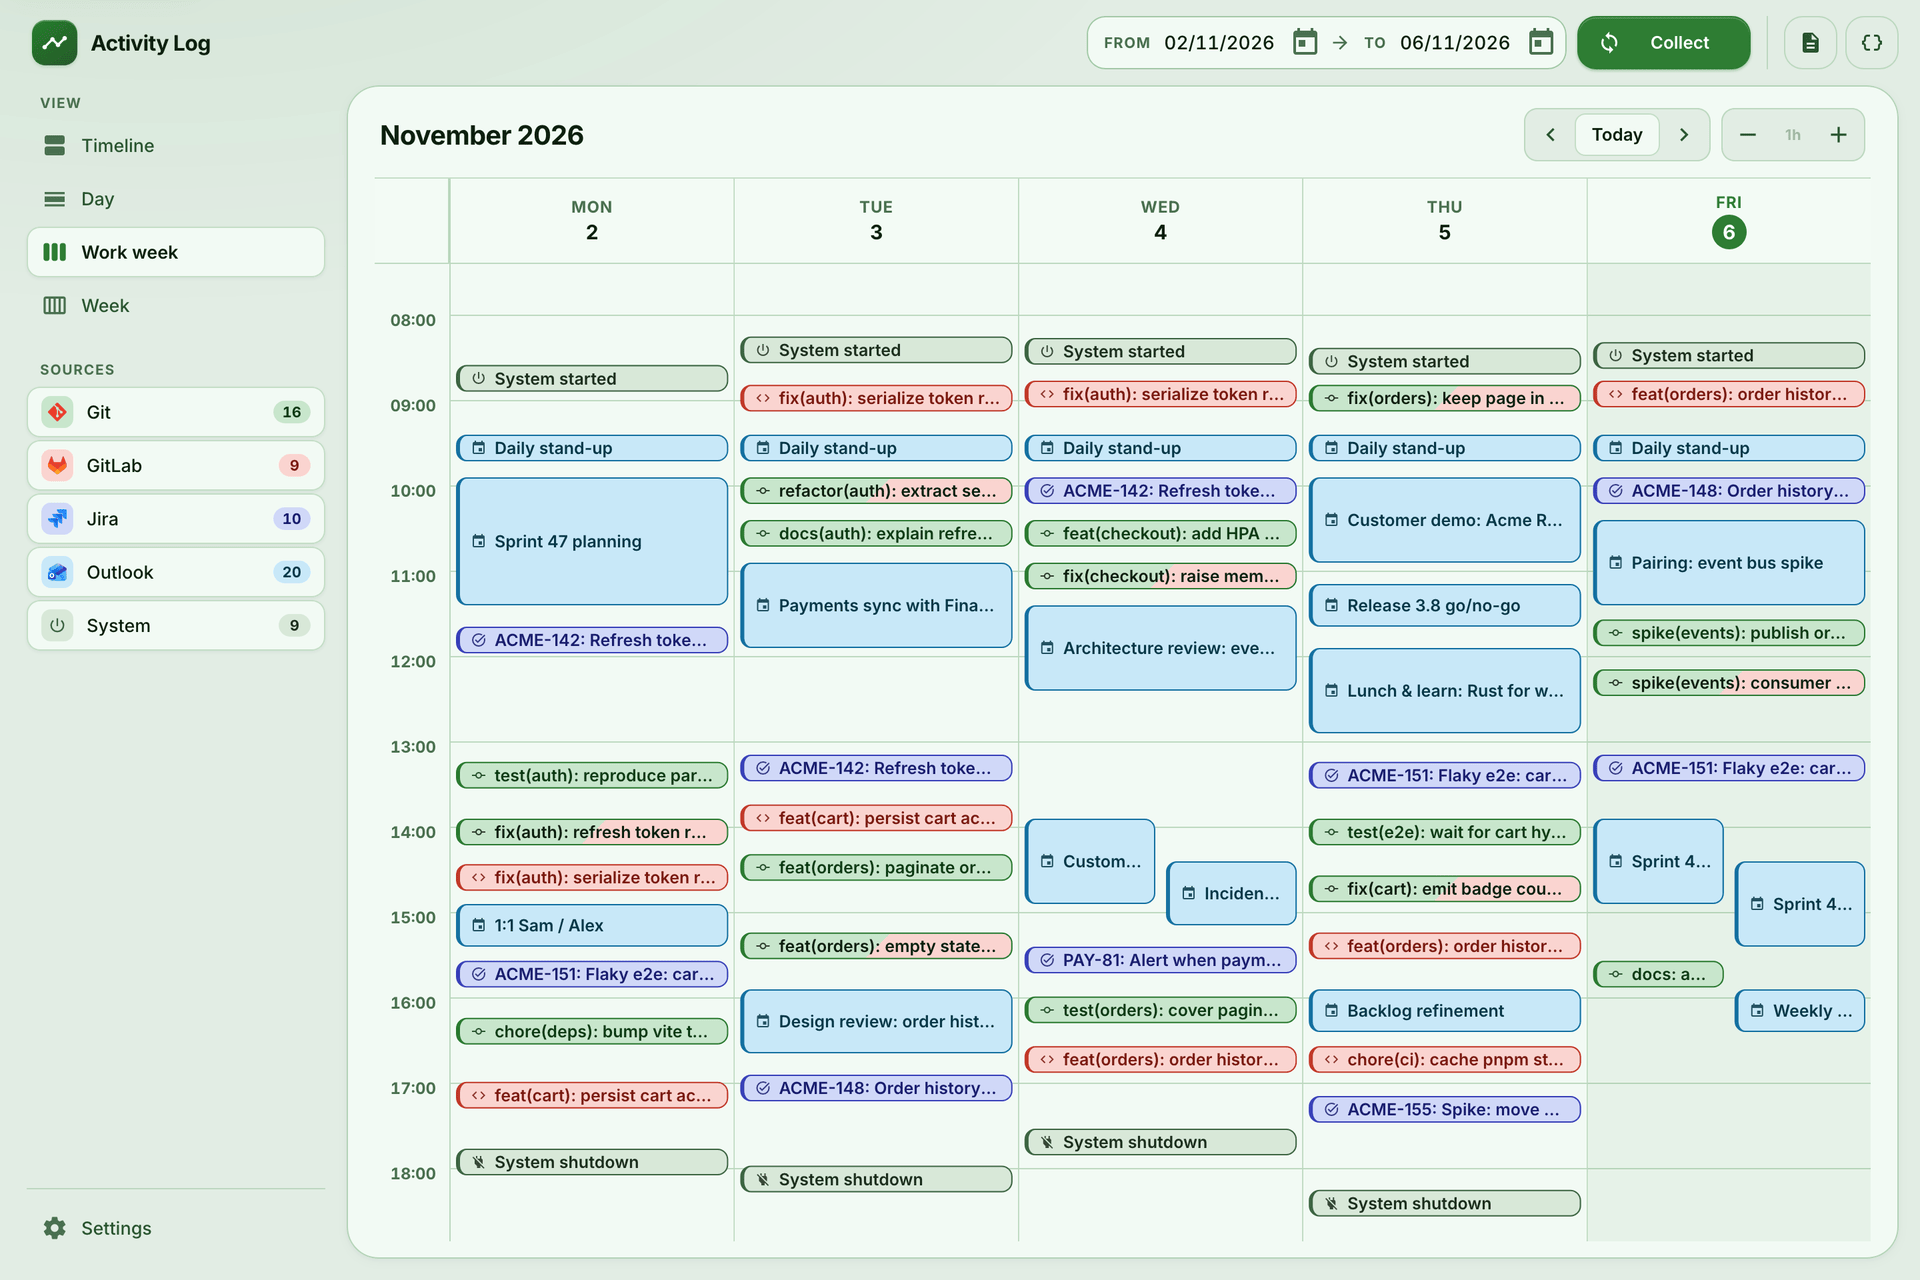 Activity Log
FROM 02/11/2026 TO 06/11/2026
Collect
VIEW
Timeline
Day
Work week
Week
SOURCES
Git 16
GitLab 9
Jira 10
Outlook 20
System 9
Settings
November 2026
Today
1h
MON 2
TUE 3
WED 4
THU 5
FRI 6
08:00
09:00
10:00
11:00
12:00
13:00
14:00
15:00
16:00
17:00
18:00
System started
Daily stand-up
Sprint 47 planning
ACME-142: Refresh toke...
test(auth): reproduce par...
fix(auth): refresh token r...
fix(auth): serialize token r...
1:1 Sam / Alex
ACME-151: Flaky e2e: car...
chore(deps): bump vite t...
feat(cart): persist cart ac...
System shutdown
System started
fix(auth): serialize token r...
Daily stand-up
refactor(auth): extract se...
docs(auth): explain refre...
Payments sync with Fina...
ACME-142: Refresh toke...
feat(cart): persist cart ac...
feat(orders): paginate or...
feat(orders): empty state...
Design review: order hist...
ACME-148: Order history...
System shutdown
System started
fix(auth): serialize token r...
Daily stand-up
ACME-142: Refresh toke...
feat(checkout): add HPA ...
fix(checkout): raise mem...
Architecture review: eve...
Custom...
Inciden...
PAY-81: Alert when paym...
test(orders): cover pagin...
feat(orders): order histor...
System shutdown
System started
fix(orders): keep page in ...
Daily stand-up
Customer demo: Acme R...
Release 3.8 go/no-go
Lunch & learn: Rust for w...
ACME-151: Flaky e2e: car...
test(e2e): wait for cart hy...
fix(cart): emit badge cou...
feat(orders): order histor...
Backlog refinement
chore(ci): cache pnpm st...
ACME-155: Spike: move ...
System shutdown
System started
feat(orders): order histor...
Daily stand-up
ACME-148: Order history...
Pairing: event bus spike
spike(events): publish or...
spike(events): consumer ...
ACME-151: Flaky e2e: car...
Sprint 4...
Sprint 4...
docs: a...
Weekly ...